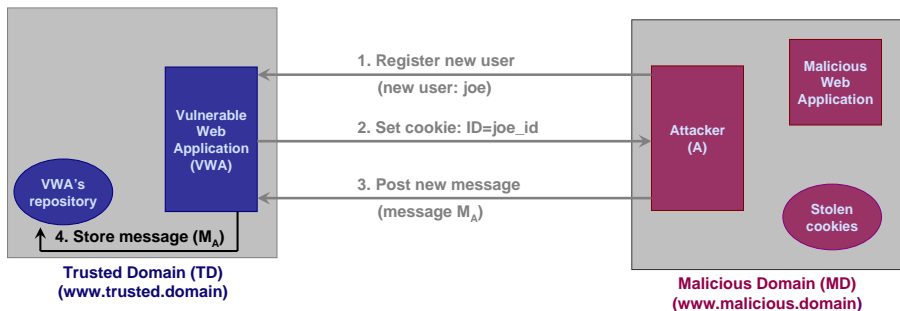 1. Register new user
(new user: joe)
Malicious
Web
Application
Vulnerable
Web
Application
(VWA)
2. Set cookie: ID=joe_id
Attacker
(A)
VWA's
repository
3. Post new message
(message MA)
Stolen
cookies
4. Store message (MA)
Trusted Domain (TD)
(www.trusted.domain)
Malicious Domain (MD)
(www.malicious.domain)